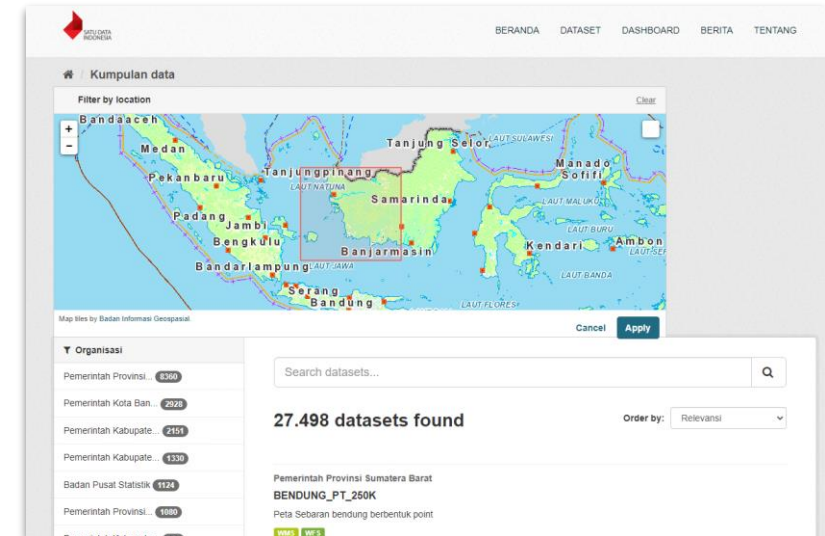 SATU DATA
INDONESIA
BERANDA DATASET DASHBOARD BERITA TENTANG
/ Kumpulan data
Filter by location
Clear
+
-
Bandaaceh
Medan
Pekanbaru
Padang
Jambi
Bengkulu
Bandarlampung
Serang
Bandung
Tanjungpinang
LAUT NATUNA
LAUT JAWA
Tanjung Selor
Samarinda
Banjarmasin
LAUT SULAWESI
Manado
Sofifi
LAUT MALUKU
LAUT BURU
Kendari
Ambon
LAUT BANDA
LAUT FLORES
Map tiles by Badan Informasi Geospasial.
Cancel Apply
Organisasi
Pemerintah Provinsi... 8360
Pemerintah Kota Ban... 2928
Pemerintah Kabupate... 2151
Pemerintah Kabupate... 1330
Badan Pusat Statistik 1124
Pemerintah Provinsi... 1080
Search datasets...
27.498 datasets found
Order by: Relevansi
Pemerintah Provinsi Sumatera Barat
BENDUNG_PT_250K
Peta Sebaran bendung berbentuk point
WMS WFS